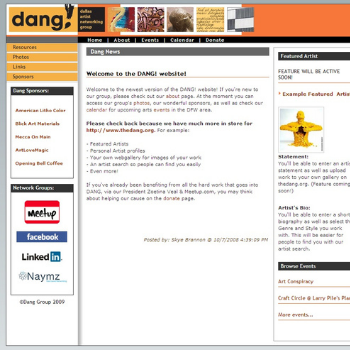 dang!
dallas
artist
networking
group
Home | About | Events | Calendar | Donate
Resources
Photos
Links
Sponsors
Dang Sponsors:
American Litho Color
Blick Art Materials
Mecca On Main
ArtLoveMagic
Opening Bell Coffee
Network Groups:
Meetup
facebook
LinkedIn
Naymz
©Dang Group 2009
Dang News
Welcome to the DANG! website!
Welcome to the newest version of the DANG! website! If you're new to
our group, please check out our about page. At the moment you can
access our group's photos, our wonderful sponsors, as well as check our
calendar for upcoming arts events in the DFW area.
Please check back because we have much more in store for
http://www.thedang.org. For example:
- Featured Artists
- Personal Artist profiles
- Your own webgallery for images of your work
- an artist search so people can find you easily
- Even more!
If you've already been benefiting from all the hard work that goes into
DANG, via our President Zeeline Veal & Meetup.com, you may think
about helping our cause on the donate page.
Posted by: Skye Brannon @ 10/7/2008 4:39:09 PM
Featured Artist
FEATURE WILL BE ACTIVE
SOON!
* Example Featured Artis
Statement:
You'll be able to enter an artis
statement as well as upload
work to your own gallery on
thedang.org. (Feature coming
soon!)
Artist's Bio:
You'll be able to enter a short
biography as well as select th
Genre and Style you work
with. This will be easier for
people to find you with our
artist search.
Browse Events
Art Conspiracy
Craft Circle @ Larry Pile's Pla
More events...